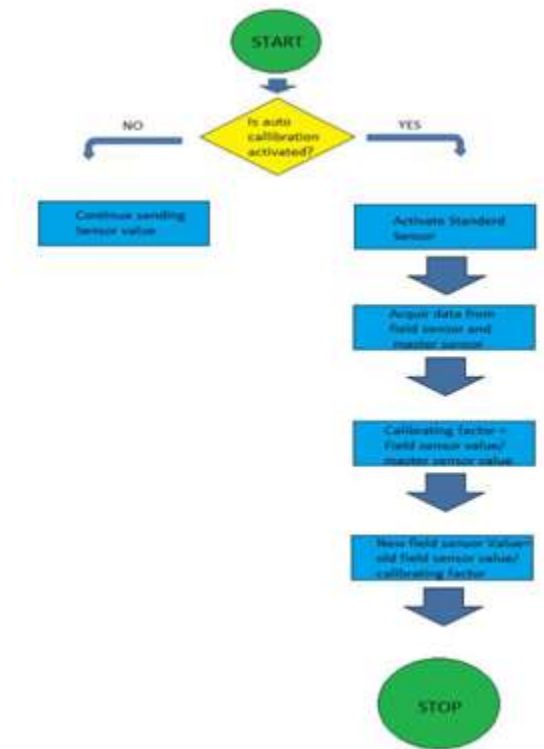 START
Is auto
callibration
activated?
NO
YES
Continue sending
Sensor value
Activate Standerd
Sensor
Acquir data from
field sensor and
master sensor
Calibrating factor =
Field sensor value/
master sensor value
New field sensor Value=
old field sensor value/
calibrating factor
STOP